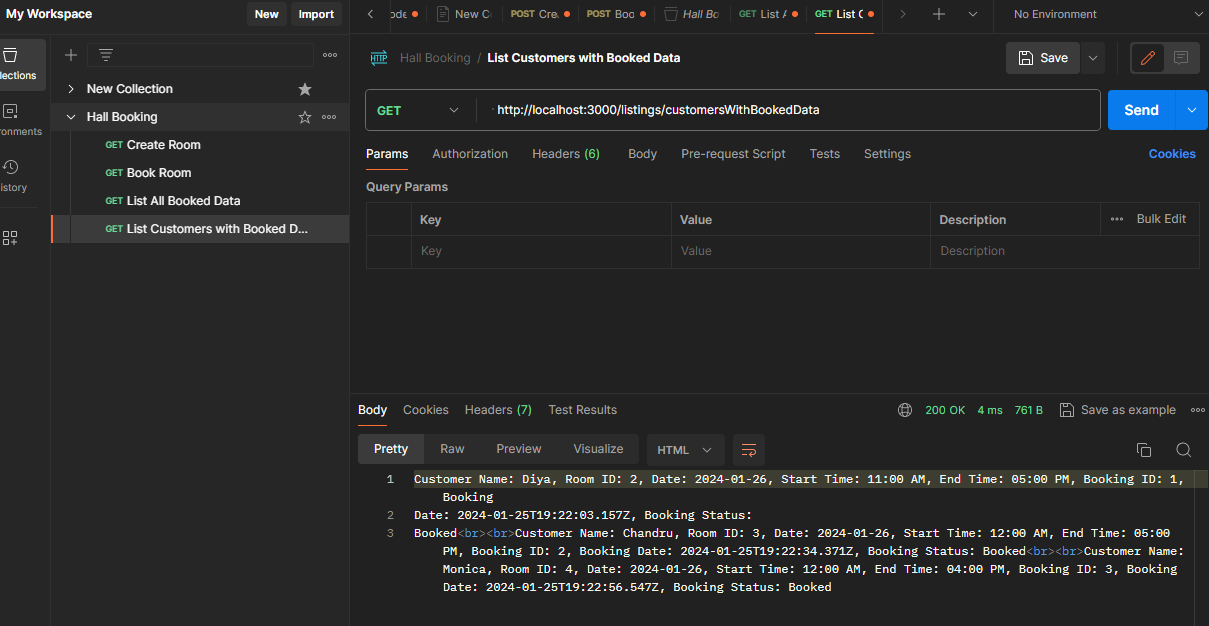 My Workspace
New
Import
ode
New C
POST Cre
POST Boo
Hall Bo
GET List A
GET List C
No Environment
lections
HTTP
Hall Booking / List Customers with Booked Data
Save
New Collection
Hall Booking
GET
http://localhost:3000/listings/customersWithBookedData
Send
ronments
GET Create Room
Params
Authorization
Headers (6)
Body
Pre-request Script
Tests
Settings
Cookies
GET Book Room
istory
Query Params
GET List All Booked Data
Key
Value
Description
Bulk Edit
GET List Customers with Booked D...
Key
Value
Description
Body
Cookies
Headers (7)
Test Results
200 OK
4 ms
761 B
Save as example
Pretty
Raw
Preview
Visualize
HTML
1 Customer Name: Diya, Room ID: 2, Date: 2024-01-26, Start Time: 11:00 AM, End Time: 05:00 PM, Booking ID: 1,
Booking
2 Date: 2024-01-25T19:22:03.157Z, Booking Status:
3 Booked<br><br>Customer Name: Chandru, Room ID: 3, Date: 2024-01-26, Start Time: 12:00 AM, End Time: 05:00
PM, Booking ID: 2, Booking Date: 2024-01-25T19:22:34.371Z, Booking Status: Booked<br><br>Customer Name:
Monica, Room ID: 4, Date: 2024-01-26, Start Time: 12:00 AM, End Time: 04:00 PM, Booking ID: 3, Booking
Date: 2024-01-25T19:22:56.547Z, Booking Status: Booked